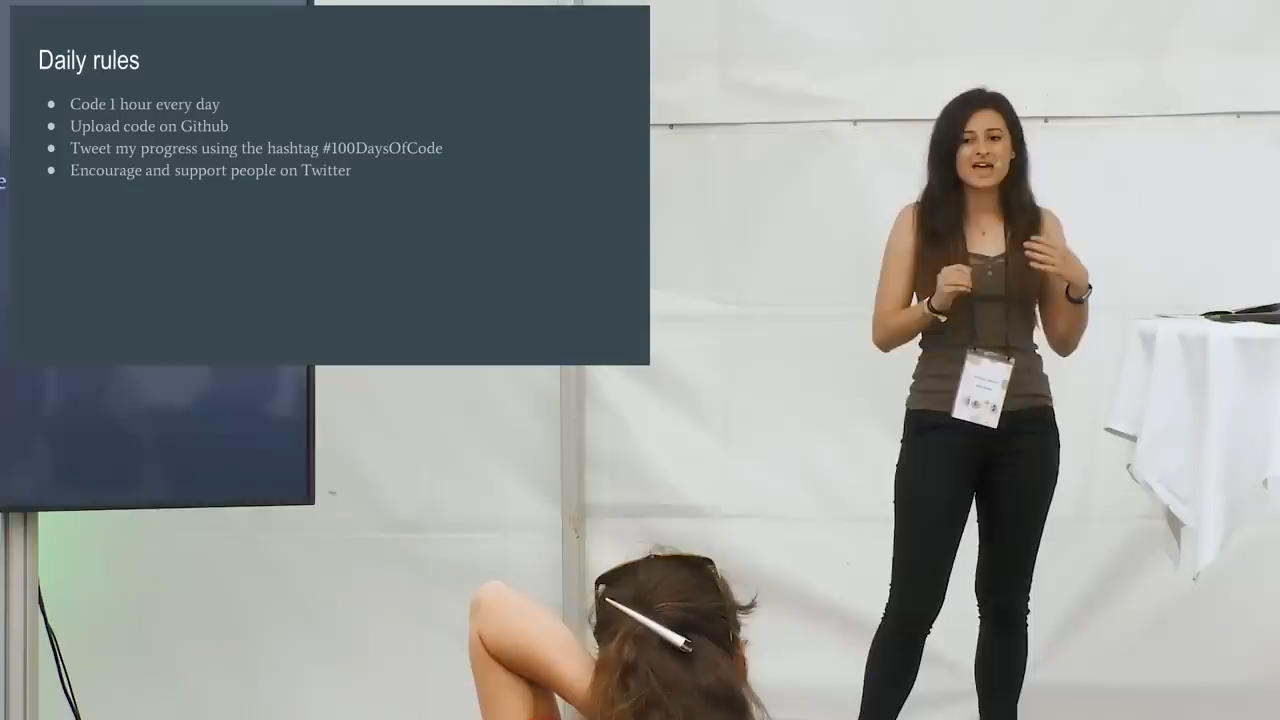 Daily rules
Code 1 hour every day
Upload code on Github
Tweet my progress using the hashtag #100DaysOfCode
Encourage and support people on Twitter